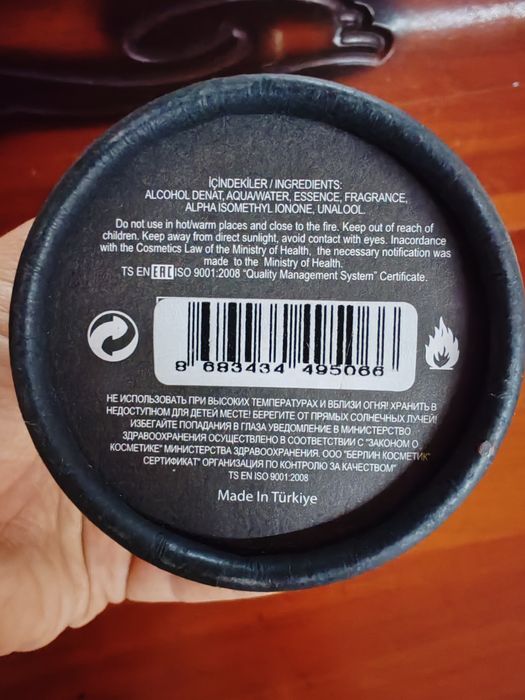 İÇİNDEKİLER / INGREDIENTS:
ALCOHOL DENAT, AQUA/WATER, ESSENCE, FRAGRANCE,
ALPHA ISOMETHYL IONONE, UNALOOL.
Do not use in hot/warm places and close to the fire. Keep out of reach of
children. Keep away from direct sunlight, avoid contact with eyes. Inacordance
with the Cosmetics Law of the Ministry of Health, the necessary notification was
made to the Ministry of Health.
TS EN EAC ISO 9001:2008 “Quality Management System” Certificate.
8 683434 495066
НЕ ИСПОЛЬЗОВАТЬ ПРИ ВЫСОКИХ ТЕМПЕРАТУРАХ И ВБЛИЗИ ОГНЯ! ХРАНИТЬ В
НЕДОСТУПНОМ ДЛЯ ДЕТЕЙ МЕСТЕ! БЕРЕГИТЕ ОТ ПРЯМЫХ СОЛНЕЧНЫХ ЛУЧЕЙ!
ИЗБЕГАЙТЕ ПОПАДАНИЯ В ГЛАЗА УВЕДОМЛЕНИЕ В МИНИСТЕРСТВО
ЗДРАВООХРАНЕНИЯ ОСУЩЕСТВЛЕНО В СООТВЕТСТВИИ С "ЗАКОНОМ О
КОСМЕТИКЕ" МИНИСТЕРСТВА ЗДРАВООХРАНЕНИЯ. ООО "БЕРЛИН КОСМЕТИК"
СЕРТИФИКАТ" ОРГАНИЗАЦИЯ ПО КОНТРОЛЮ ЗА КАЧЕСТВОМ"
TS EN ISO 9001:2008
Made In Türkiye